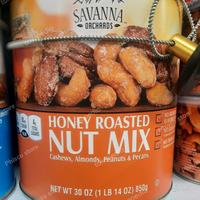 SAVANNA
ORCHARDS
HONEY ROASTED
NUT MIX
Cashews, Almonds, Peanuts & Pecans
NET WT 30 OZ (1 LB 14 OZ) 850g